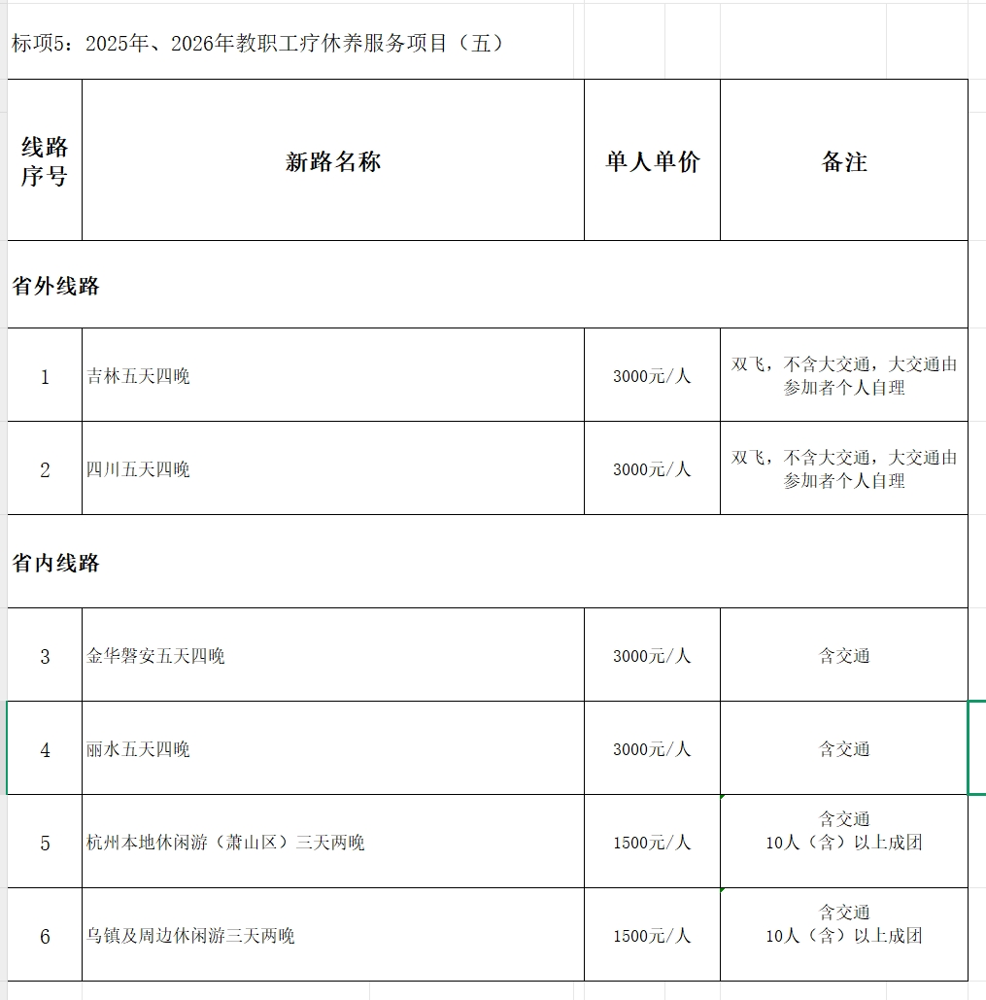 标项5：2025年、2026年教职工疗休养服务项目（五）
线路
序号
新路名称
单人单价
备注
省外线路
1
吉林五天四晚
3000元/人
双飞，不含大交通，大交通由
参加者个人自理
2
四川五天四晚
3000元/人
双飞，不含大交通，大交通由
参加者个人自理
省内线路
3
金华磐安五天四晚
3000元/人
含交通
4
丽水五天四晚
3000元/人
含交通
5
杭州本地休闲游（萧山区）三天两晚
1500元/人
含交通
10人（含）以上成团
6
乌镇及周边休闲游三天两晚
1500元/人
含交通
10人（含）以上成团